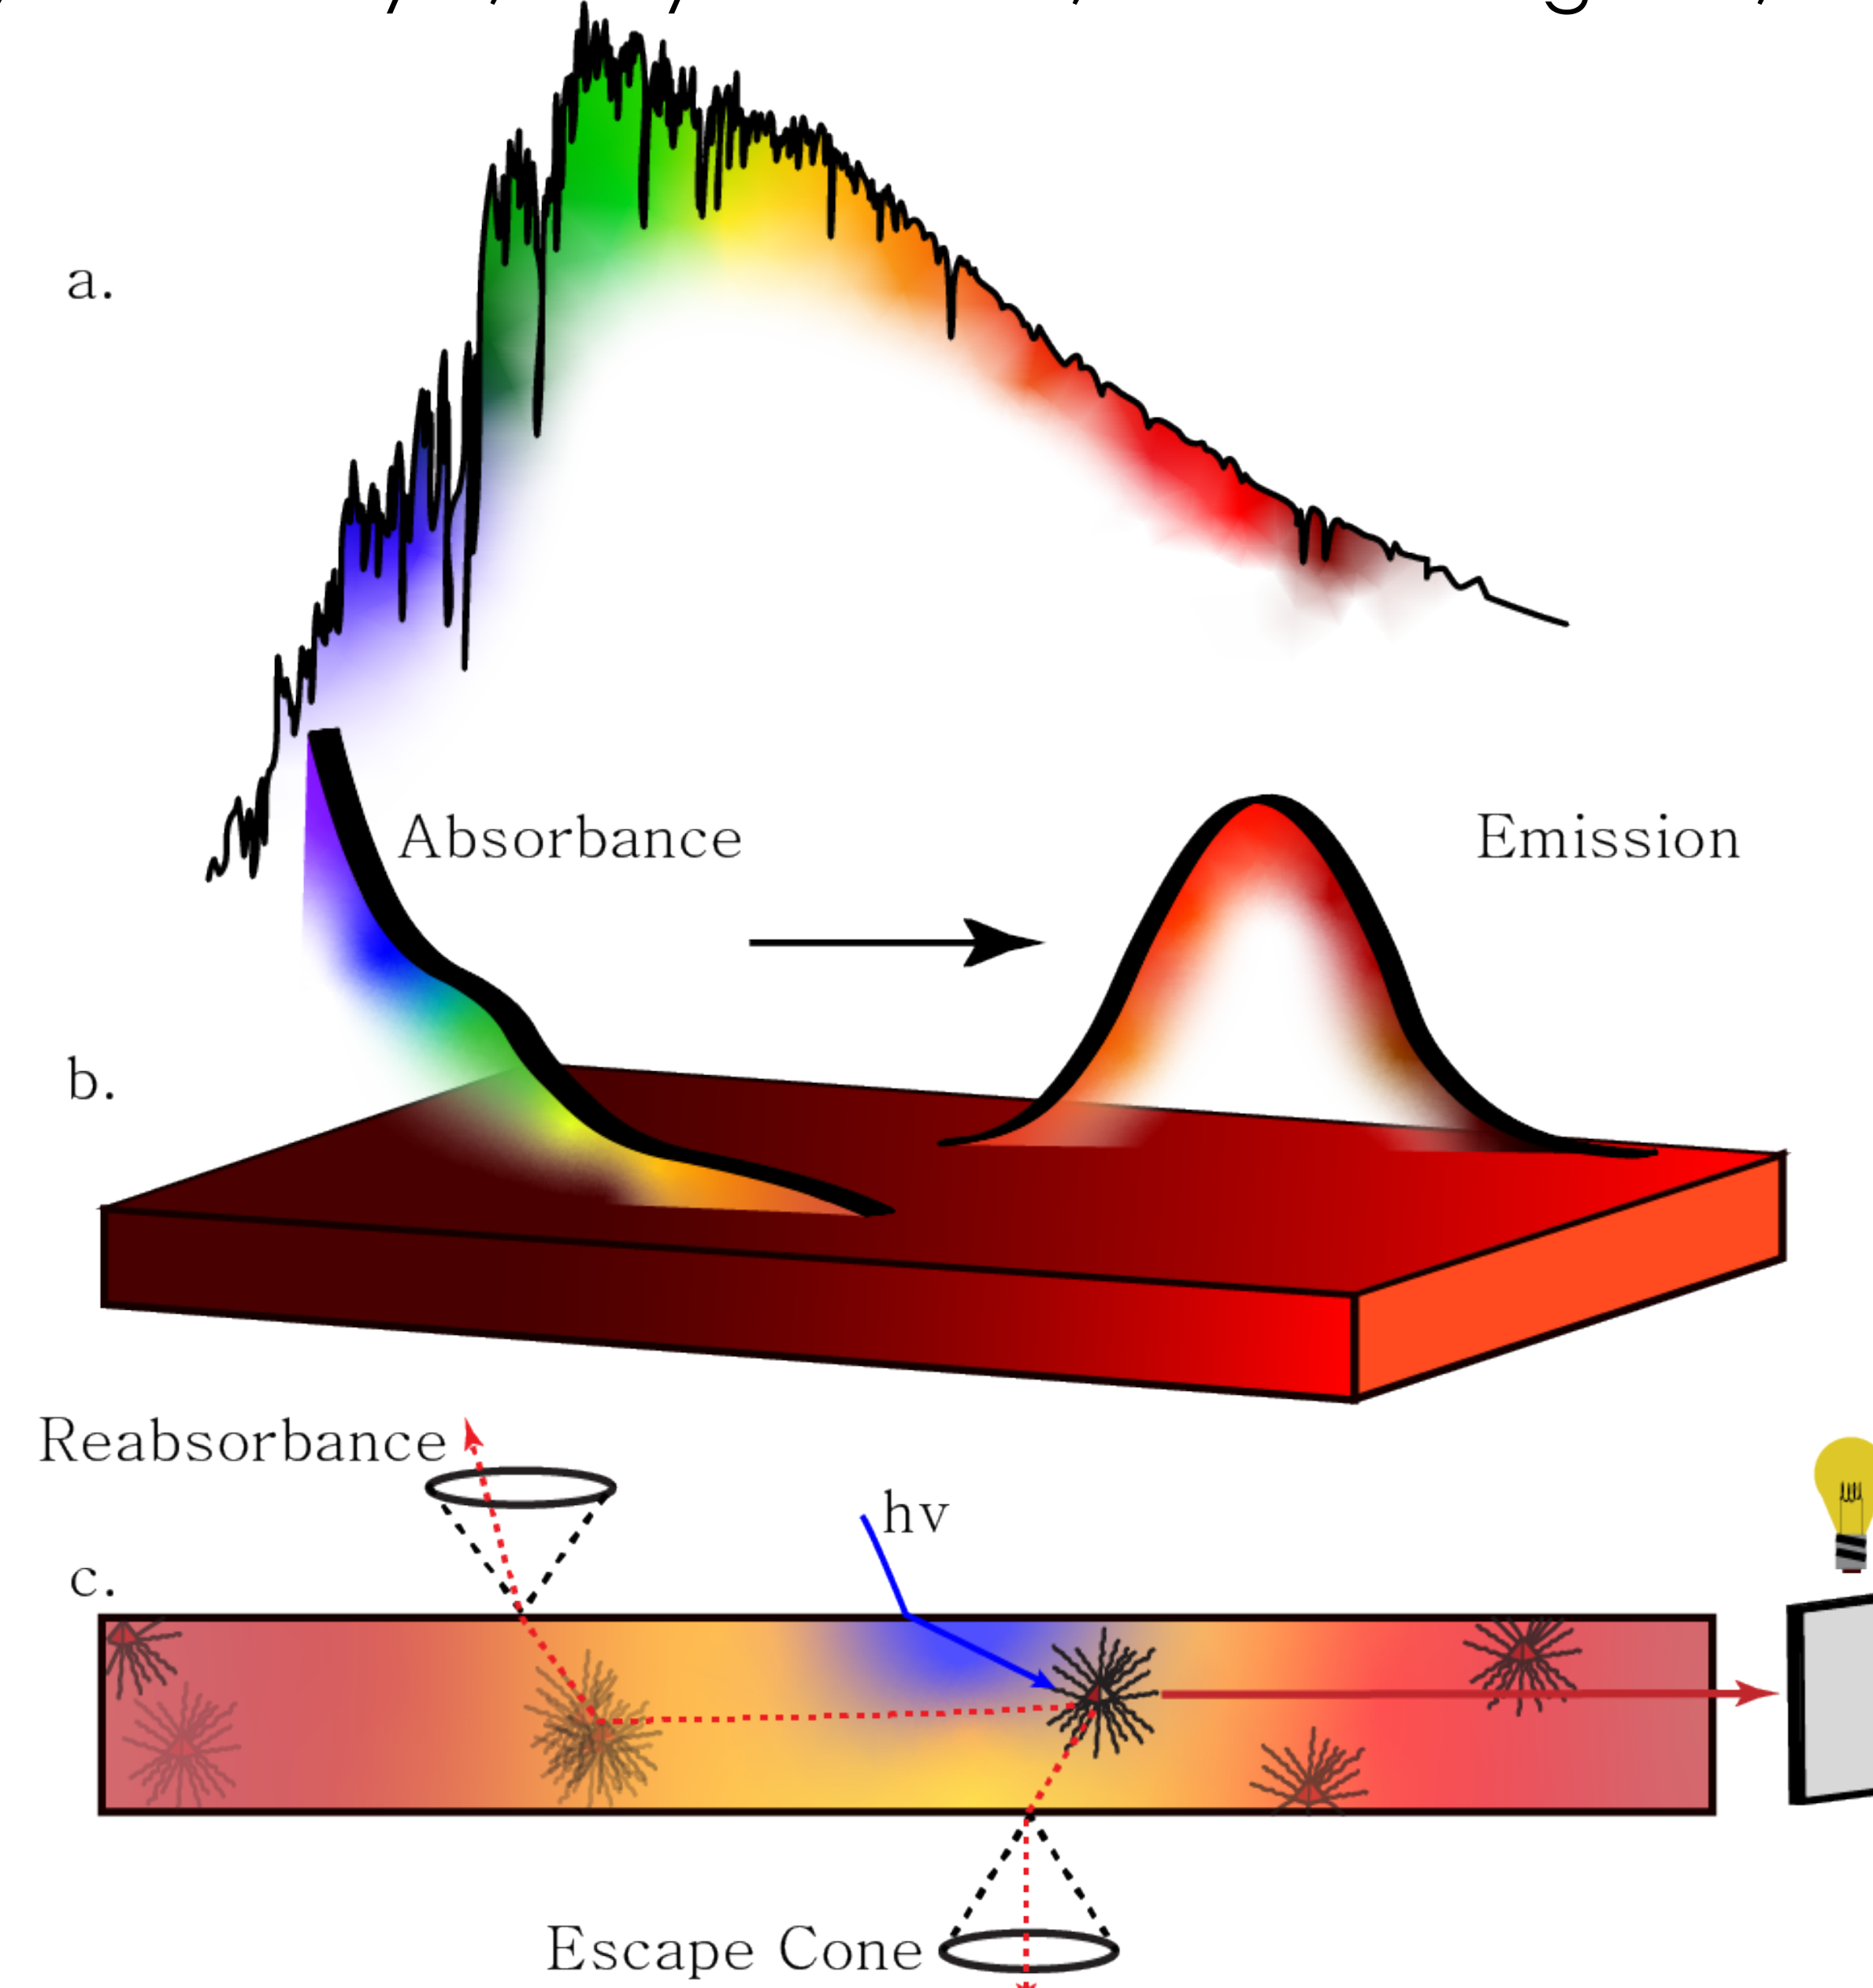 a.
Absorbance
Emission
b.
Reabsorbance
hv
c.
Escape Cone